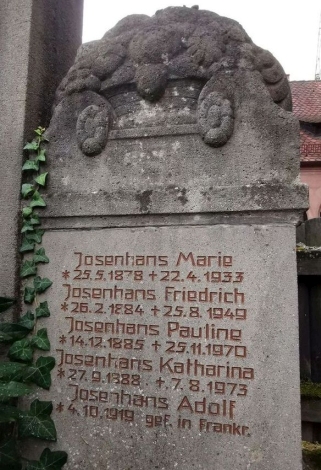 Josenhans Marie
*25.5.1878 +22.4.1933
Josenhans Friedrich
*26.2.1884 +25.8.1949
Josenhans Pauline
*14.12.1885 +25.11.1970
Josenhans Katharina
*27.9.1888 +7.8.1973
Josenhans Adolf
*4.10.1919 gef. in Frankr.